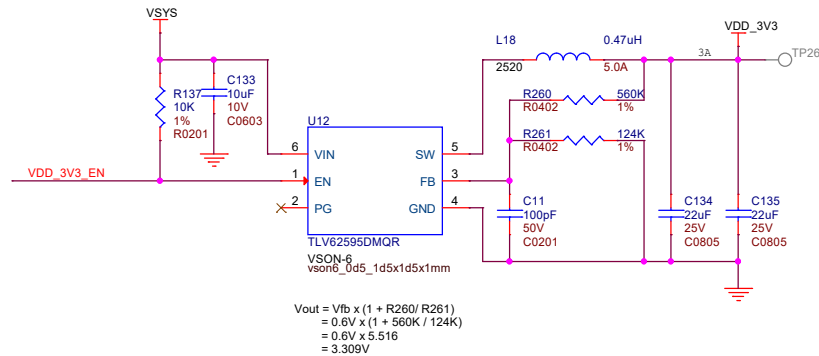 VSYS
R137
10K
1%
R0201
C133
10uF
10V
C0603
VDD_3V3_EN
U12
6
VIN
1
EN
2
PG
SW
5
FB
3
GND
4
TLV62595DMQR
VSON-6
vson6_0d5_1d5x1d5x1mm
L18
0.47uH
2520
5.0A
R260
560K
R0402
1%
R261
124K
R0402
1%
C11
100pF
50V
C0201
VDD_3V3
3A
TP26
C134
22uF
25V
C0805
C135
22uF
25V
C0805
Vout = Vfb x (1 + R260/ R261)
= 0.6V x (1 + 560K / 124K)
= 0.6V x 5.516
= 3.309V